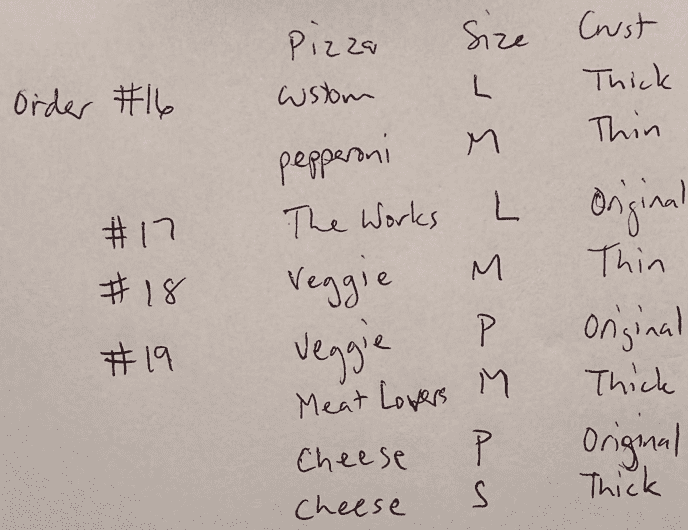 Pizza Size Crust
Order #16 Custom L Thick
pepperoni M Thin
#17 The Works L Original
#18 Veggie M Thin
#19 Veggie P Original
Meat Lovers M Thick
Cheese P Original
Cheese S Thick